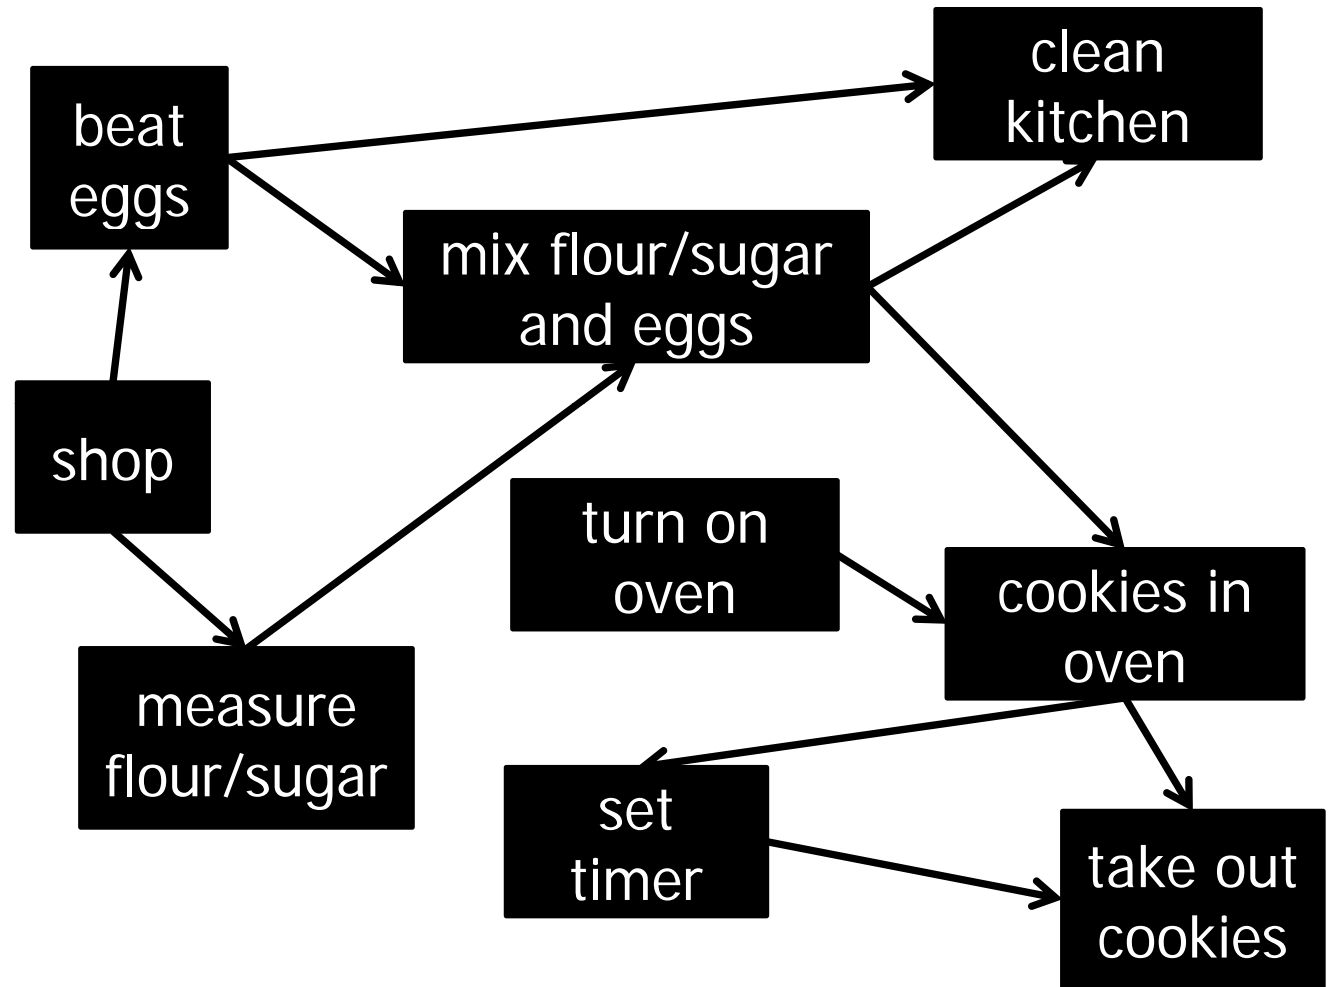 clean
kitchen
beat
eggs
mix flour/sugar
and eggs
shop
turn on
oven
cookies in
oven
measure
flour/sugar
set
timer
take out
cookies